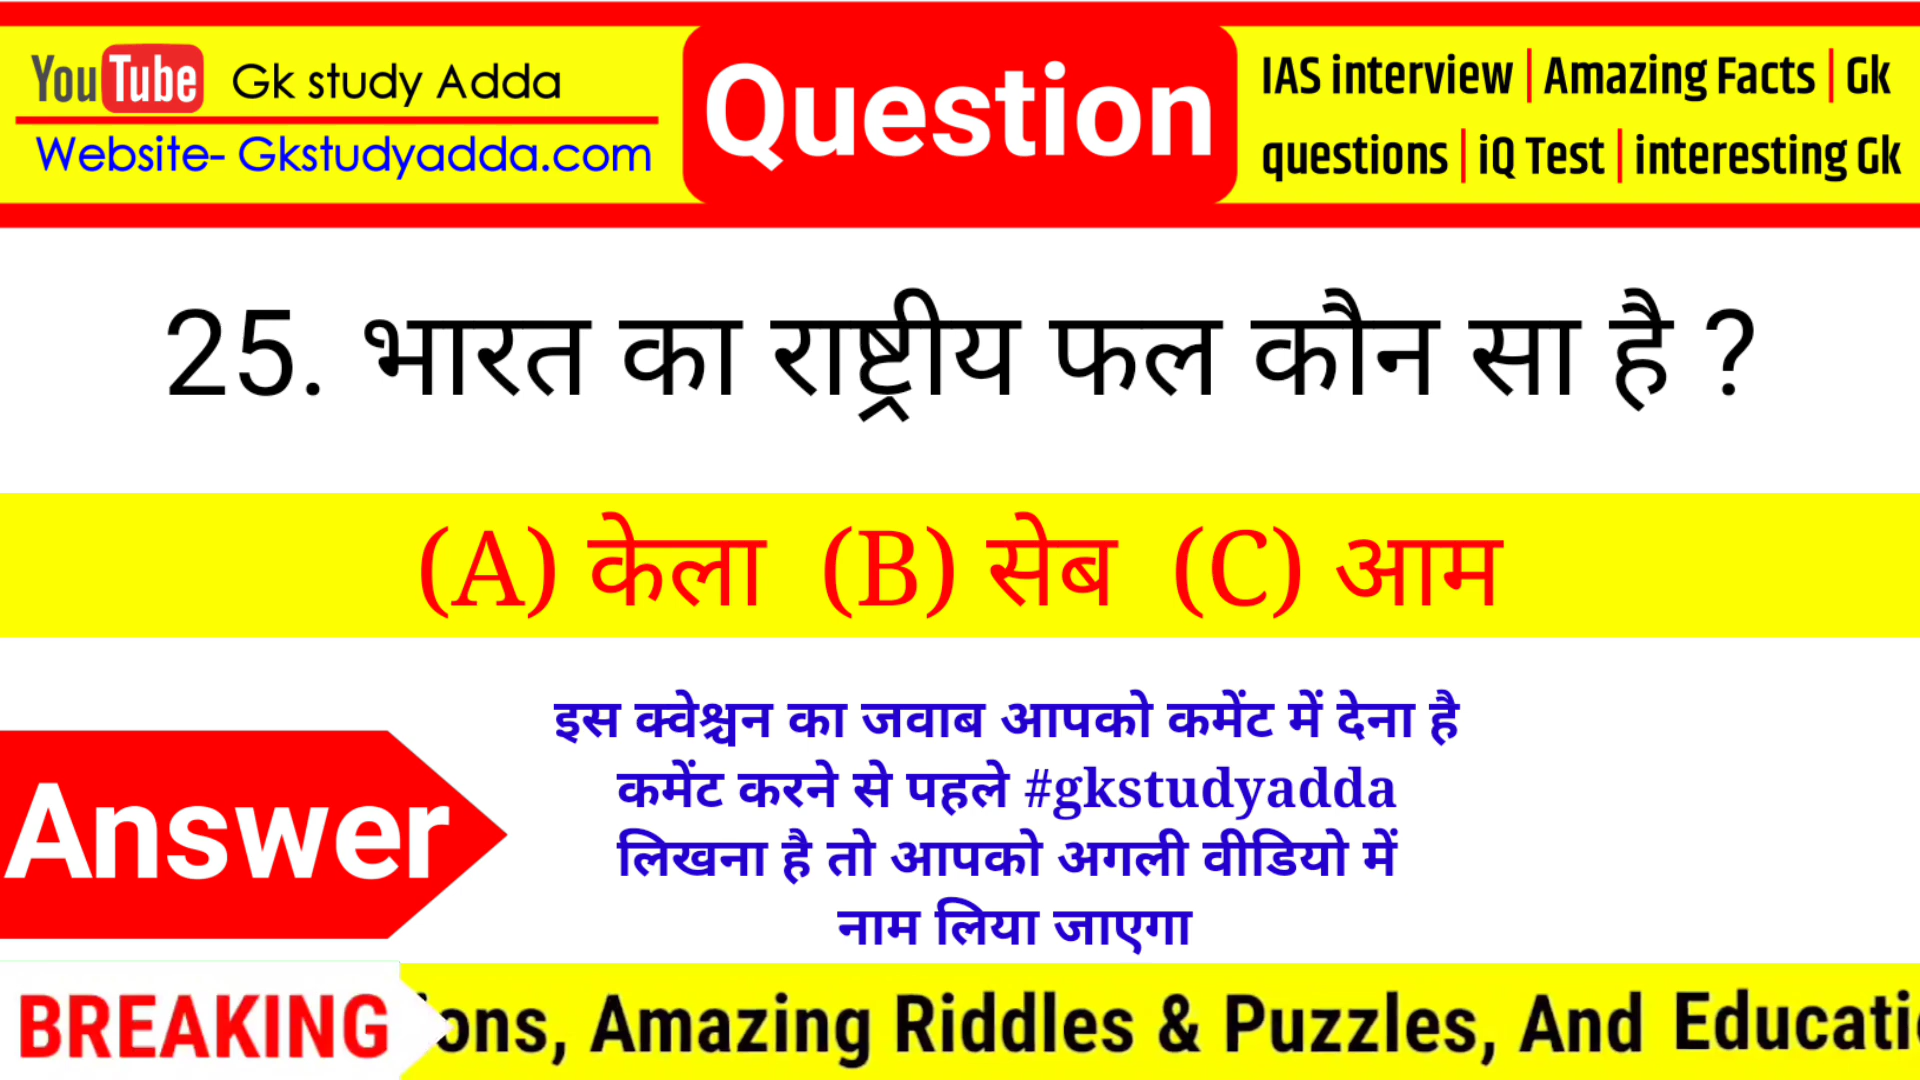 YouTube Gk study Adda
Website- Gkstudyadda.com
Question
IAS interview | Amazing Facts | Gk
questions | iQ Test | interesting Gk
25. भारत का राष्ट्रीय फल कौन सा है ?
(A) केला (B) सेब (C) आम
Answer
इस क्वेश्चन का जवाब आपको कमेंट में देना है
कमेंट करने से पहले #gkstudyadda
लिखना है तो आपको अगली वीडियो में
नाम लिया जाएगा
BREAKING
ons, Amazing Riddles & Puzzles, And Educati